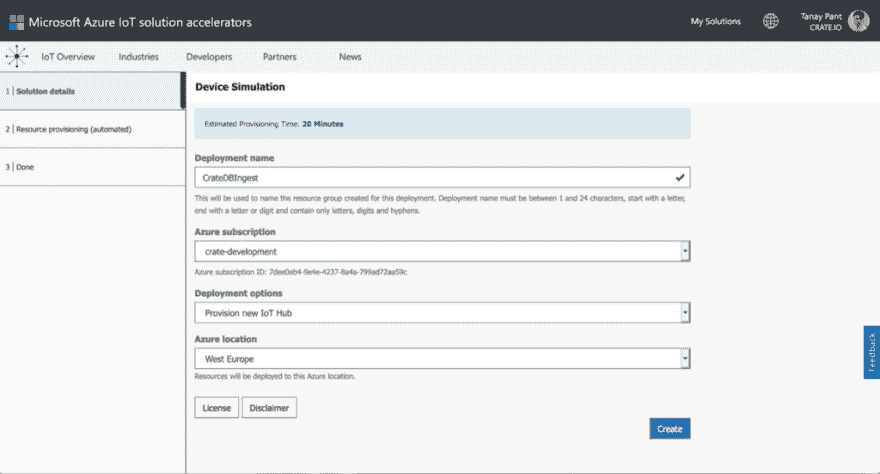 Microsoft Azure IoT solution accelerators
My Solutions
Tanay Pant
CRATE.IO
IoT Overview Industries Developers Partners News
1 | Solution details
2 | Resource provisioning (automated)
3 | Done
Device Simulation
Estimated Provisioning Time: 20 Minutes
Deployment name
CrateDBIngest
This will be used to name the resource group created for this deployment. Deployment name must be between 1 and 24 characters, start with a letter,
end with a letter or digit and contain only letters, digits and hyphens.
Azure subscription
crate-development
Azure subscription ID: 7dee0eb4-9e4e-4237-8a4a-799ad72aa59c
Deployment options
Provision new IoT Hub
Azure location
West Europe
Resources will be deployed to this Azure location.
License Disclaimer
Create
Feedback